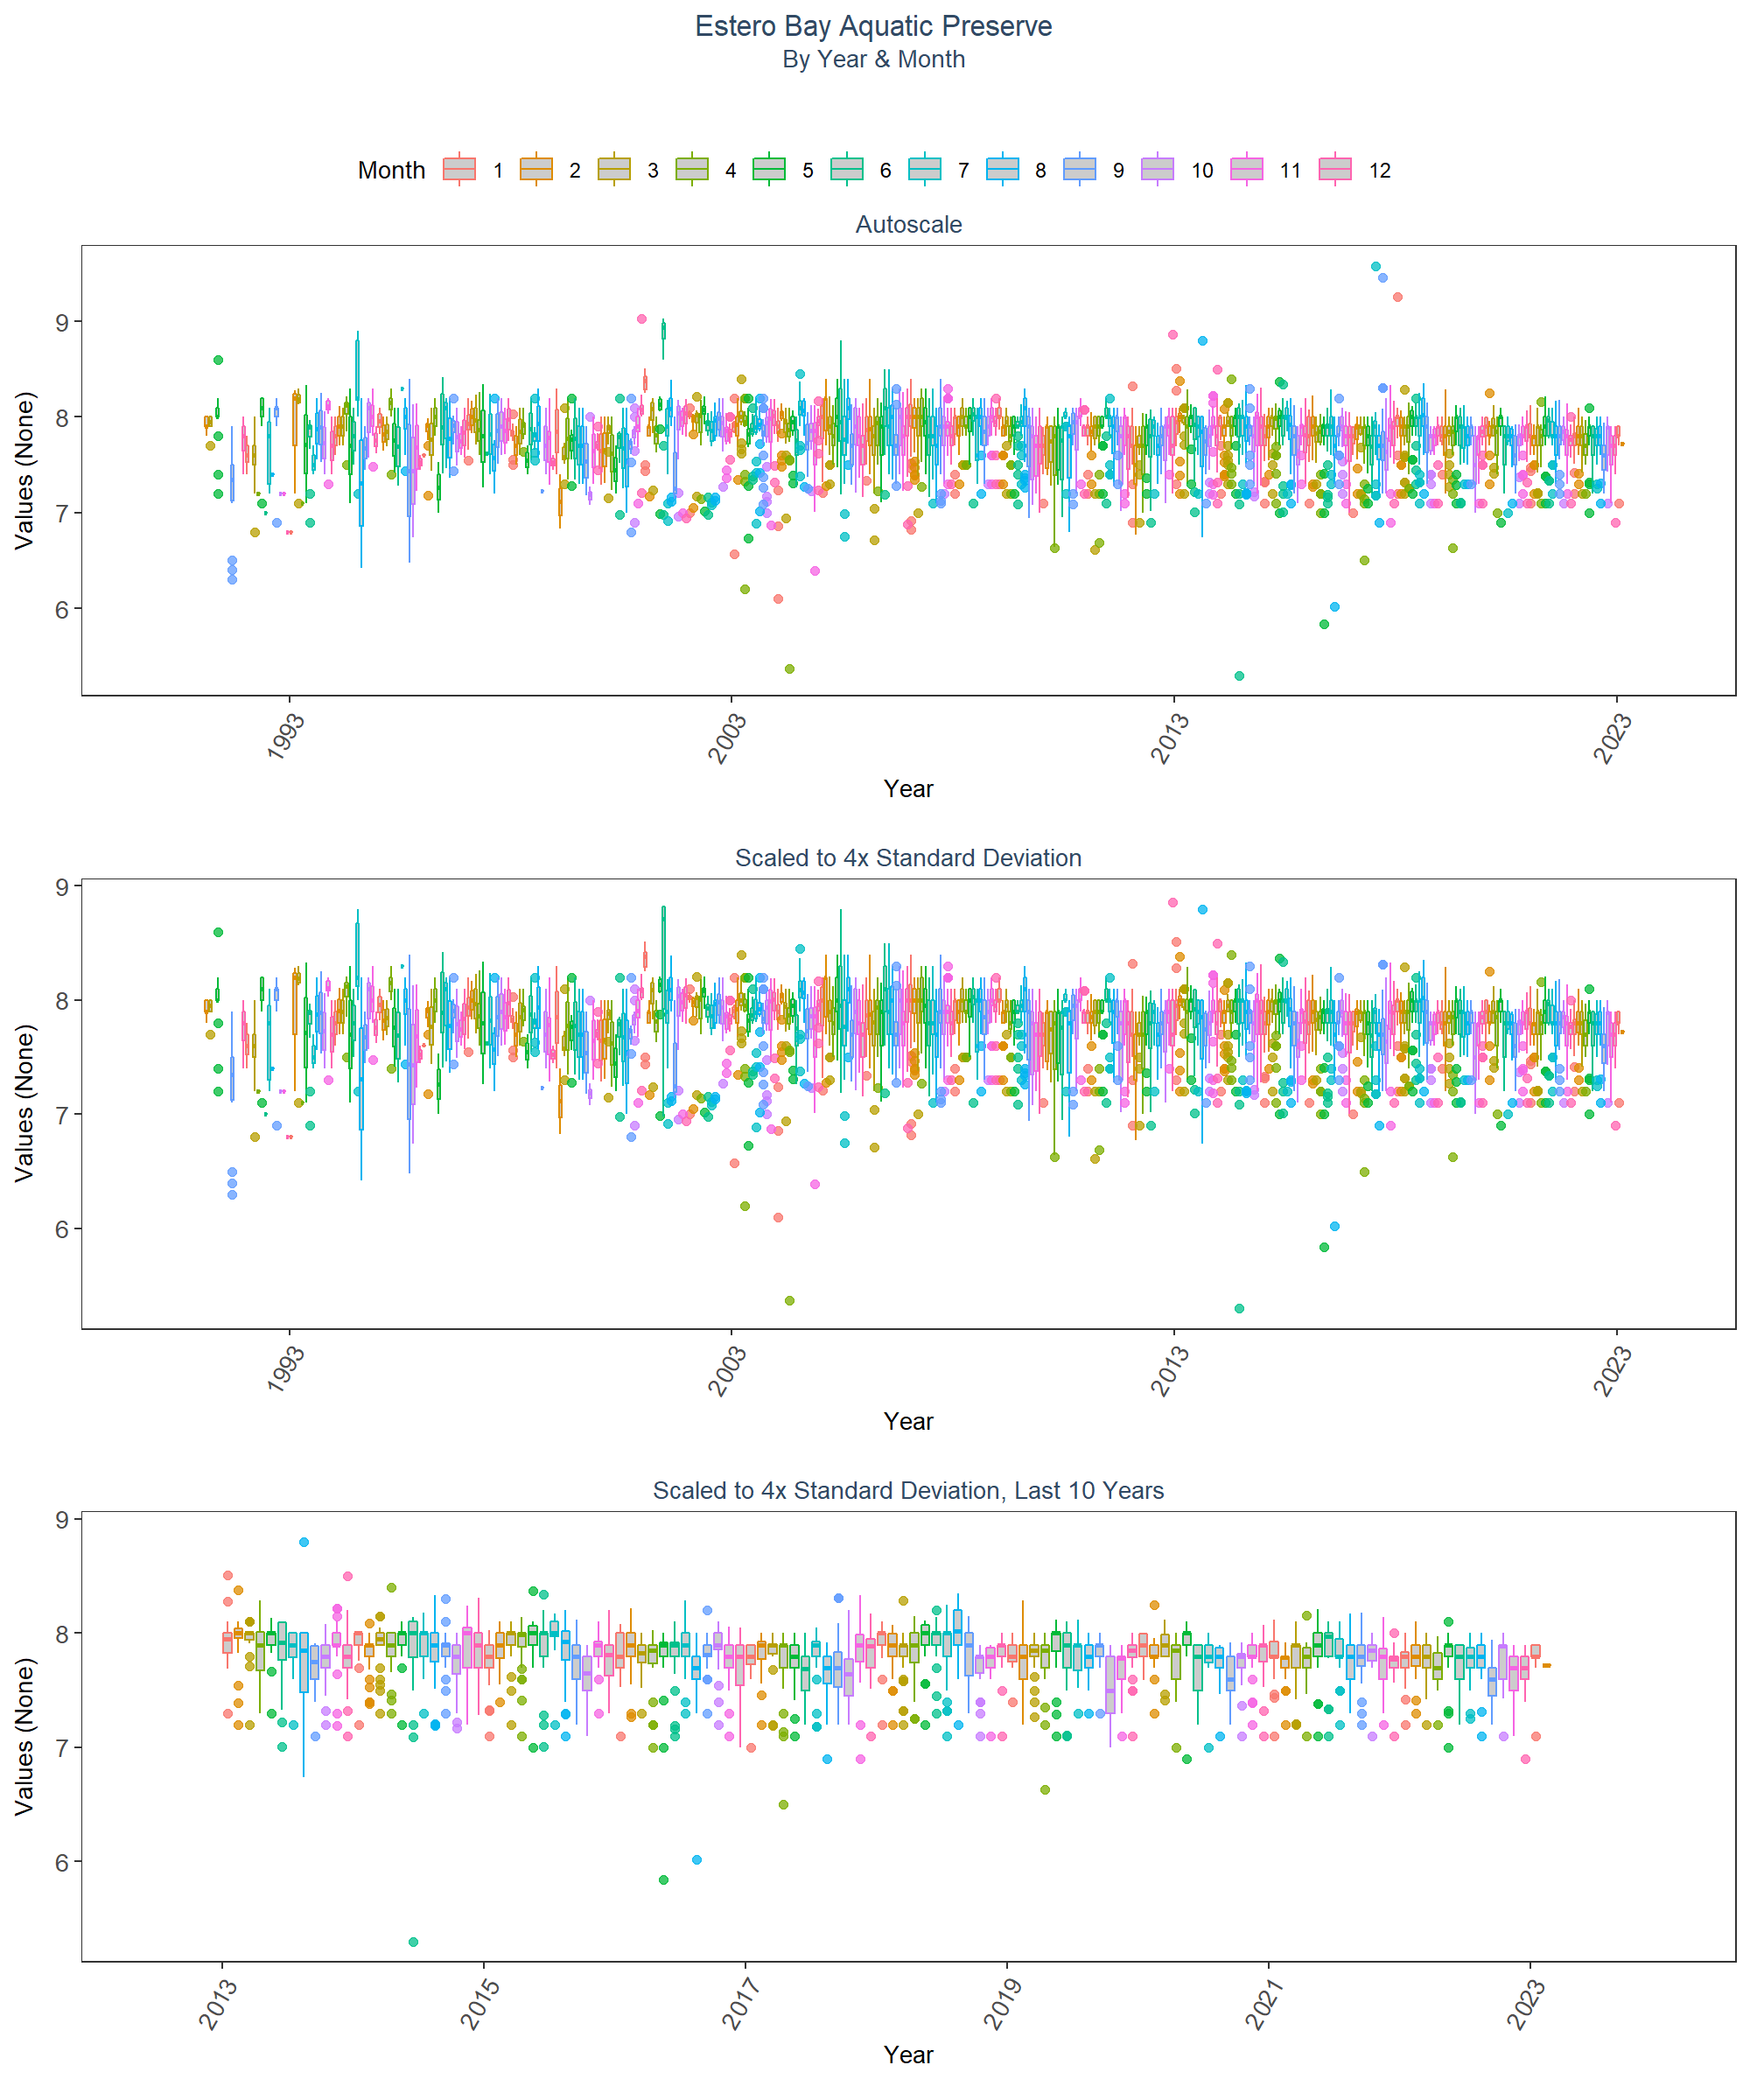 Estero Bay Aquatic Preserve
By Year & Month
Month 1 2 3 4 5 6 7 8 9 10 11 12
Autoscale
Values (None)
9
8
7
6
1993 2003 2013 2023
Year
Scaled to 4x Standard Deviation
Values (None)
9
8
7
6
1993 2003 2013 2023
Year
Scaled to 4x Standard Deviation, Last 10 Years
Values (None)
9
8
7
6
2013 2015 2017 2019 2021 2023
Year